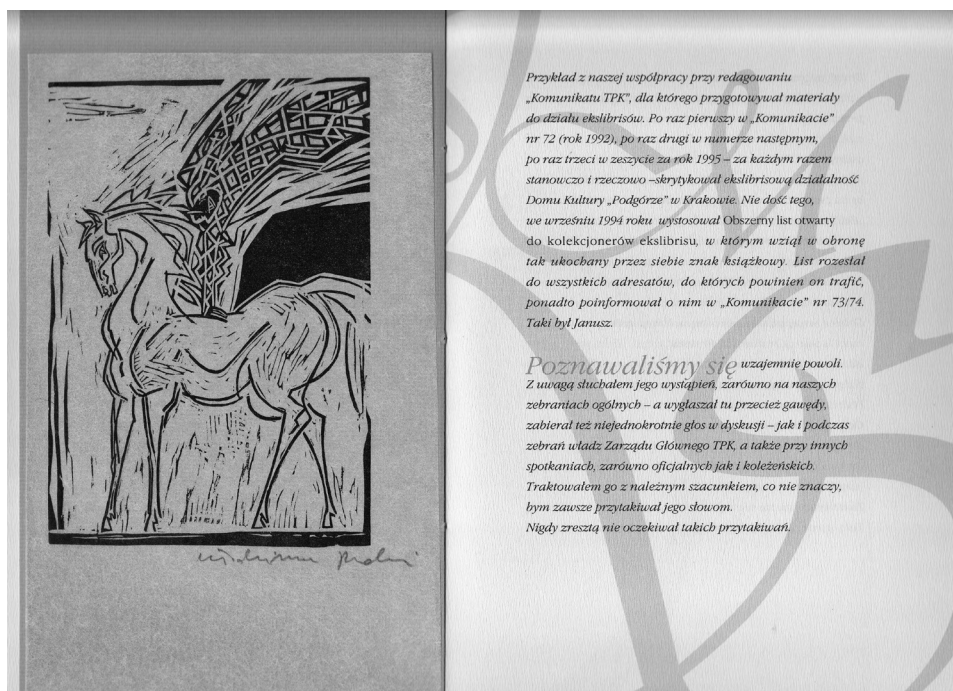 Przykład z naszej współpracy przy redagowaniu
„Komunikatu TPK”, dla którego przygotowywał materiały
do działu ekslibrisów. Po raz pierwszy w „Komunikacie”
nr 72 (rok 1992), po raz drugi w numerze następnym,
po raz trzeci w zeszycie za rok 1995 – za każdym razem
stanowczo i rzeczowo –skrytykował ekslibrisową działalność
Domu Kultury „Podgórze” w Krakowie. Nie dość tego,
we wrześniu 1994 roku wystosował Obszerny list otwarty
do kolekcjonerów ekslibrisu, w którym wziął w obronę
tak ukochany przez siebie znak książkowy. List rozesłał
do wszystkich adresatów, do których powinien on trafić,
ponadto poinformował o nim w „Komunikacie” nr 73/74.
Taki był Janusz.
Poznawaliśmy się wzajemnie powoli.
Z uwagą słuchałem jego wystąpień, zarówno na naszych
zebraniach ogólnych – a wygłaszał tu przecież gawędy,
zabierał też niejednokrotnie głos w dyskusji – jak i podczas
zebrań władz Zarządu Głównego TPK, a także przy innych
spotkaniach, zarówno oficjalnych jak i koleżeńskich.
Traktowałem go z należnym szacunkiem, co nie znaczy,
bym zawsze przytakiwał jego słowom.
Nigdy zresztą nie oczekiwał takich przytakiwań.